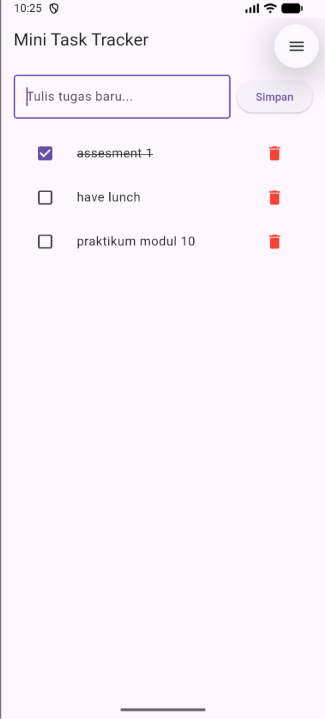 10:25
Mini Task Tracker
Tulis tugas baru...
Simpan
assesment 1
have lunch
praktikum modul 10